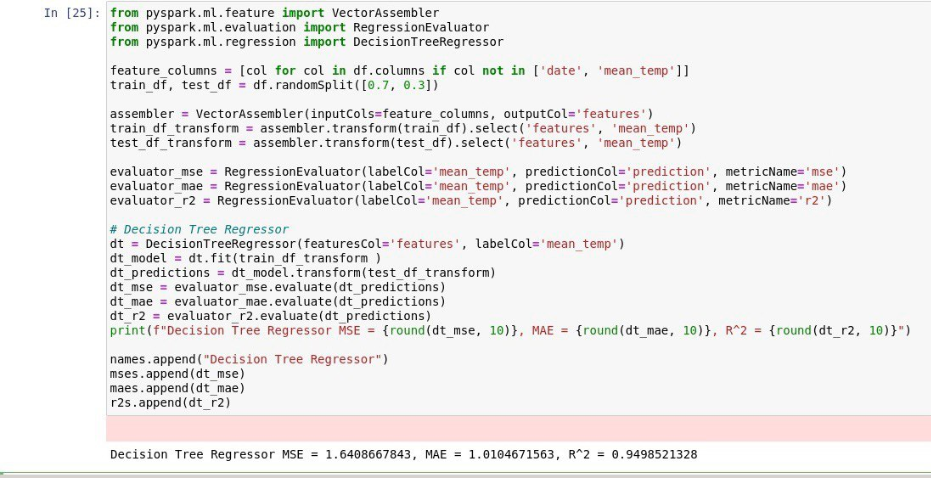 In [25]: from pyspark.ml.feature import VectorAssembler
from pyspark.ml.evaluation import RegressionEvaluator
from pyspark.ml.regression import DecisionTreeRegressor
feature_columns = [col for col in df.columns if col not in ['date', 'mean_temp']]
train_df, test_df = df.randomSplit([0.7, 0.3])
assembler = VectorAssembler(inputCols=feature_columns, outputCol='features')
train_df_transform = assembler.transform(train_df).select('features', 'mean_temp')
test_df_transform = assembler.transform(test_df).select('features', 'mean_temp')
evaluator_mse = RegressionEvaluator(labelCol='mean_temp', predictionCol='prediction', metricName='mse')
evaluator_mae = RegressionEvaluator(labelCol='mean_temp', predictionCol='prediction', metricName='mae')
evaluator_r2 = RegressionEvaluator(labelCol='mean_temp', predictionCol='prediction', metricName='r2')
# Decision Tree Regressor
dt = DecisionTreeRegressor(featuresCol='features', labelCol='mean_temp')
dt_model = dt.fit(train_df_transform )
dt_predictions = dt_model.transform(test_df_transform)
dt_mse = evaluator_mse.evaluate(dt_predictions)
dt_mae = evaluator_mae.evaluate(dt_predictions)
dt_r2 = evaluator_r2.evaluate(dt_predictions)
print(f"Decision Tree Regressor MSE = {round(dt_mse, 10)}, MAE = {round(dt_mae, 10)}, R^2 = {round(dt_r2, 10)}")
names.append("Decision Tree Regressor")
mses.append(dt_mse)
maes.append(dt_mae)
r2s.append(dt_r2)
Decision Tree Regressor MSE = 1.6408667843, MAE = 1.0104671563, R^2 = 0.9498521328